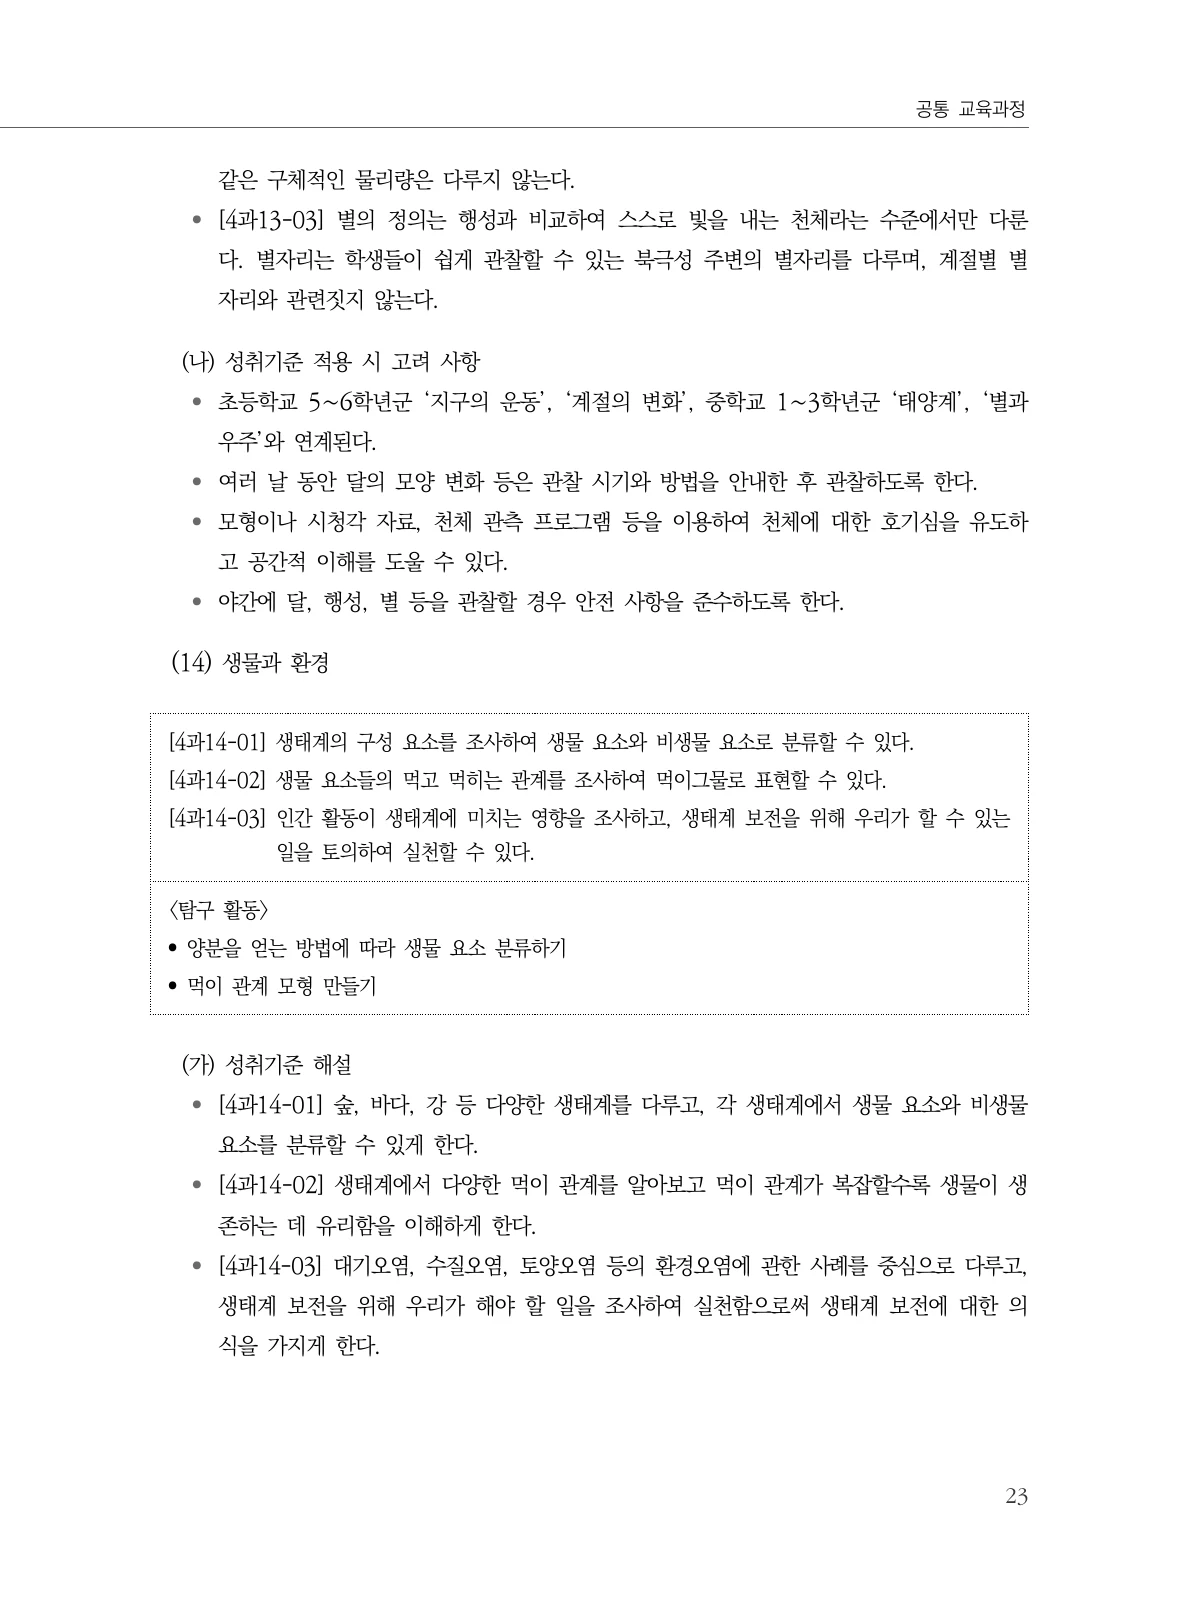 공통 교육과정
같은 구체적인 물리량은 다루지 않는다.
• [4과13-03] 별의 정의는 행성과 비교하여 스스로 빛을 내는 천체라는 수준에서만 다룬
다. 별자리는 학생들이 쉽게 관찰할 수 있는 북극성 주변의 별자리를 다루며, 계절별 별
자리와 관련짓지 않는다.
(나) 성취기준 적용 시 고려 사항
• 초등학교 5~6학년군 ‘지구의 운동’, ‘계절의 변화’, 중학교 1~3학년군 ‘태양계’, ‘별과
우주’와 연계된다.
• 여러 날 동안 달의 모양 변화 등은 관찰 시기와 방법을 안내한 후 관찰하도록 한다.
• 모형이나 시청각 자료, 천체 관측 프로그램 등을 이용하여 천체에 대한 호기심을 유도하
고 공간적 이해를 도울 수 있다.
• 야간에 달, 행성, 별 등을 관찰할 경우 안전 사항을 준수하도록 한다.
(14) 생물과 환경
[4과14-01] 생태계의 구성 요소를 조사하여 생물 요소와 비생물 요소로 분류할 수 있다.
[4과14-02] 생물 요소들의 먹고 먹히는 관계를 조사하여 먹이그물로 표현할 수 있다.
[4과14-03] 인간 활동이 생태계에 미치는 영향을 조사하고, 생태계 보전을 위해 우리가 할 수 있는
일을 토의하여 실천할 수 있다.
〈탐구 활동〉
• 양분을 얻는 방법에 따라 생물 요소 분류하기
• 먹이 관계 모형 만들기
(가) 성취기준 해설
• [4과14-01] 숲, 바다, 강 등 다양한 생태계를 다루고, 각 생태계에서 생물 요소와 비생물
요소를 분류할 수 있게 한다.
• [4과14-02] 생태계에서 다양한 먹이 관계를 알아보고 먹이 관계가 복잡할수록 생물이 생
존하는 데 유리함을 이해하게 한다.
• [4과14-03] 대기오염, 수질오염, 토양오염 등의 환경오염에 관한 사례를 중심으로 다루고,
생태계 보전을 위해 우리가 해야 할 일을 조사하여 실천함으로써 생태계 보전에 대한 의
식을 가지게 한다.
23